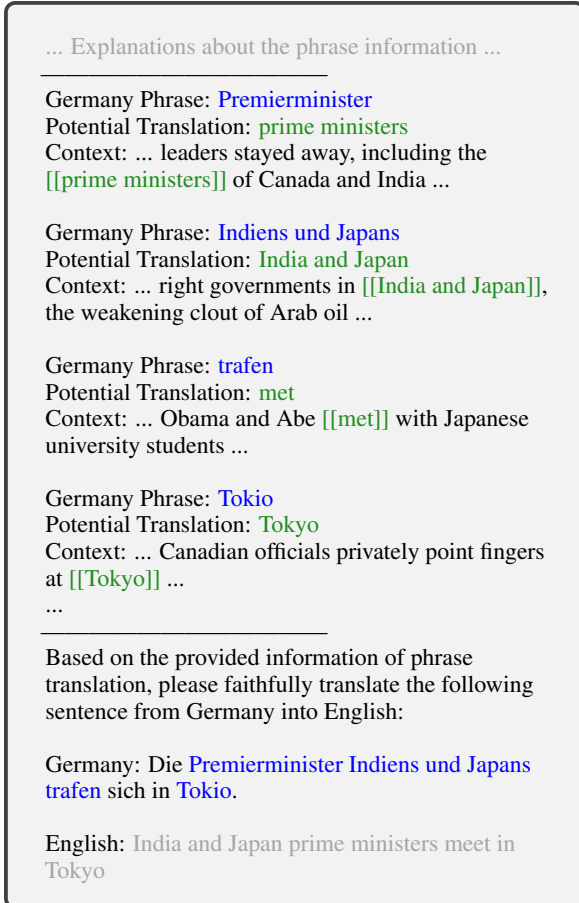 ... Explanations about the phrase information ...
Germany Phrase: Premierminister
Potential Translation: prime ministers
Context: ... leaders stayed away, including the
[[prime ministers]] of Canada and India ...
Germany Phrase: Indiens und Japans
Potential Translation: India and Japan
Context: ... right governments in [[India and Japan]],
the weakening clout of Arab oil ...
Germany Phrase: trafen
Potential Translation: met
Context: ... Obama and Abe [[met]] with Japanese
university students ...
Germany Phrase: Tokio
Potential Translation: Tokyo
Context: ... Canadian officials privately point fingers
at [[Tokyo]] ...
...
Based on the provided information of phrase
translation, please faithfully translate the following
sentence from Germany into English:
Germany: Die Premierminister Indiens und Japans
trafen sich in Tokio.
English: India and Japan prime ministers meet in
Tokyo